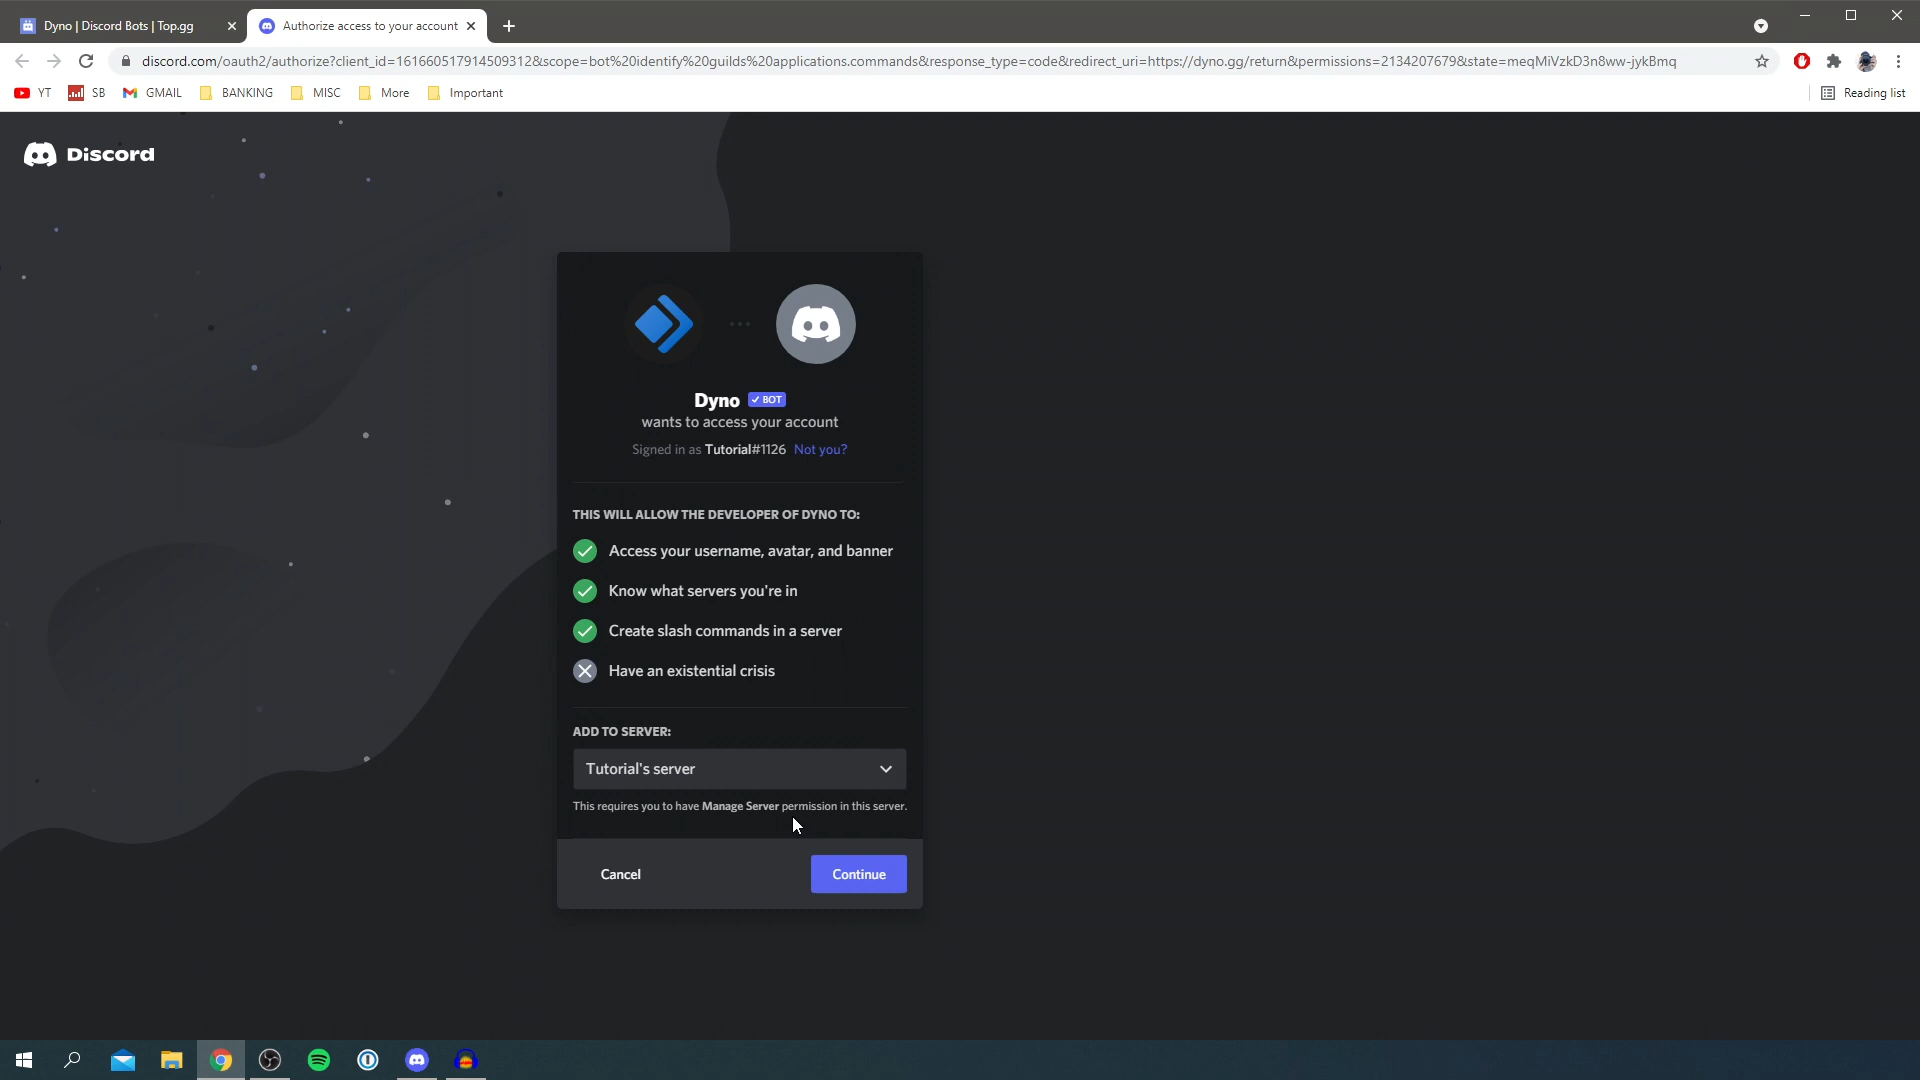 Dyno | Discord Bots | Top.gg
Authorize access to your account
discord.com/oauth2/authorize?client_id=161660517914509312&scope=bot%20identify%20guilds%20applications.commands&response_type=code&redirect_uri=https://dyno.gg/return&permissions=2134207679&state=meqMiVzkD3n8ww-jykBmq
YT SB GMAIL BANKING MISC More Important Reading list
Discord
Dyno BOT
wants to access your account
Signed in as Tutorial#1126 Not you?
THIS WILL ALLOW THE DEVELOPER OF DYNO TO:
Access your username, avatar, and banner
Know what servers you're in
Create slash commands in a server
Have an existential crisis
ADD TO SERVER:
Tutorial's server
This requires you to have Manage Server permission in this server.
Cancel Continue